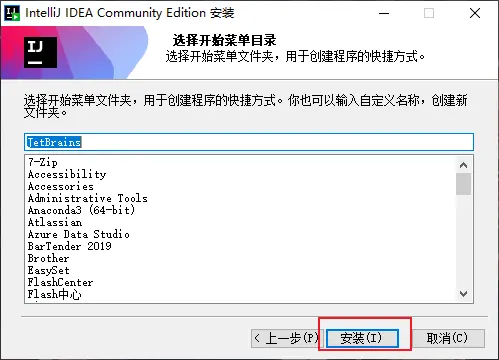 IntelliJ IDEA Community Edition 安装
选择开始菜单目录
选择开始菜单文件夹，用于创建程序的快捷方式。
选择开始菜单文件夹，用于创建程序的快捷方式。你也可以输入自定义名称，创建新
文件夹。
JetBrains
7-Zip
Accessibility
Accessories
Administrative Tools
Anaconda3 (64-bit)
Atlassian
Azure Data Studio
BarTender 2019
Brother
EasySet
FlashCenter
Flash中心
< 上一步(P) 安装(I) 取消(C)